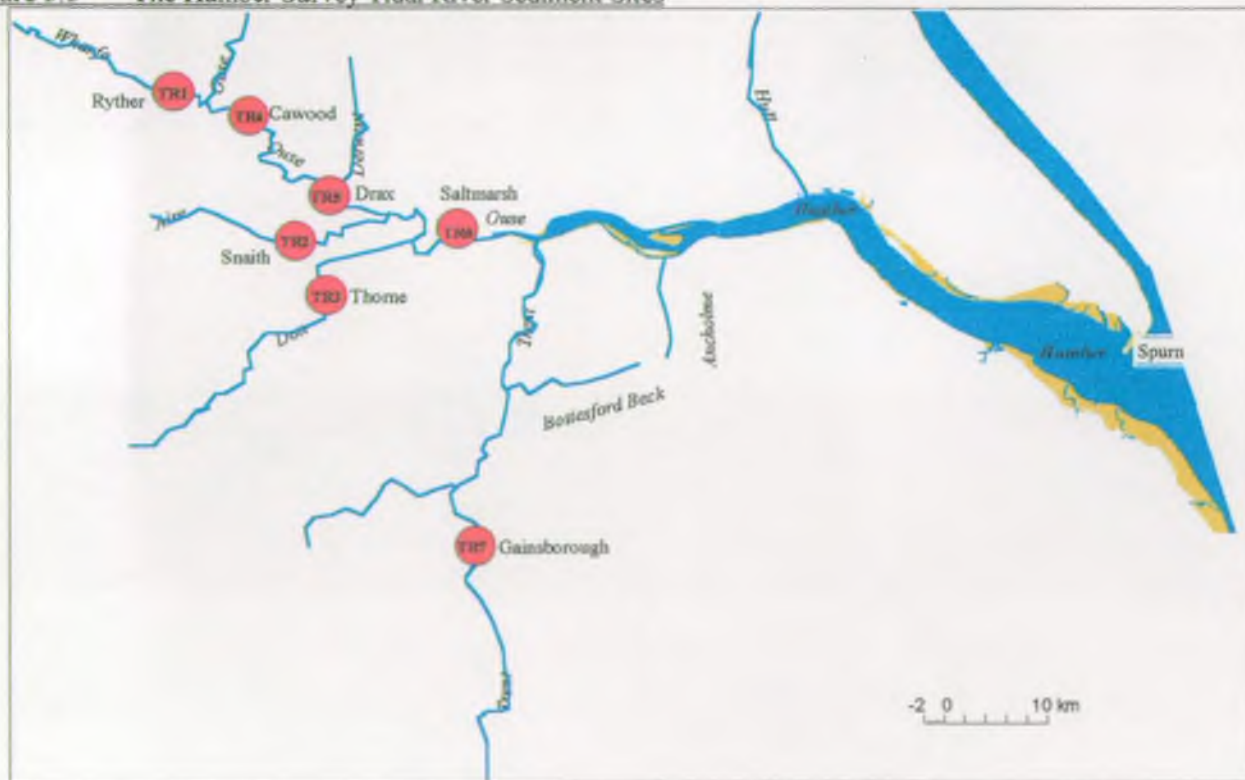 The Humber Survey Tidal River Sediment Sites
Wharfe
Ouse
Ryther
TR1
TR4
Cawood
Ouse
Derwent
TR5
Drax
Saltmarsh
Hull
Aire
TR2
Snaith
TR6
Ouse
Humber
TR3
Thorne
Don
Trent
Ancholme
Humber
Spurn
Bottesford Beck
TR7
Gainsborough
Trent
-2 0 10 km